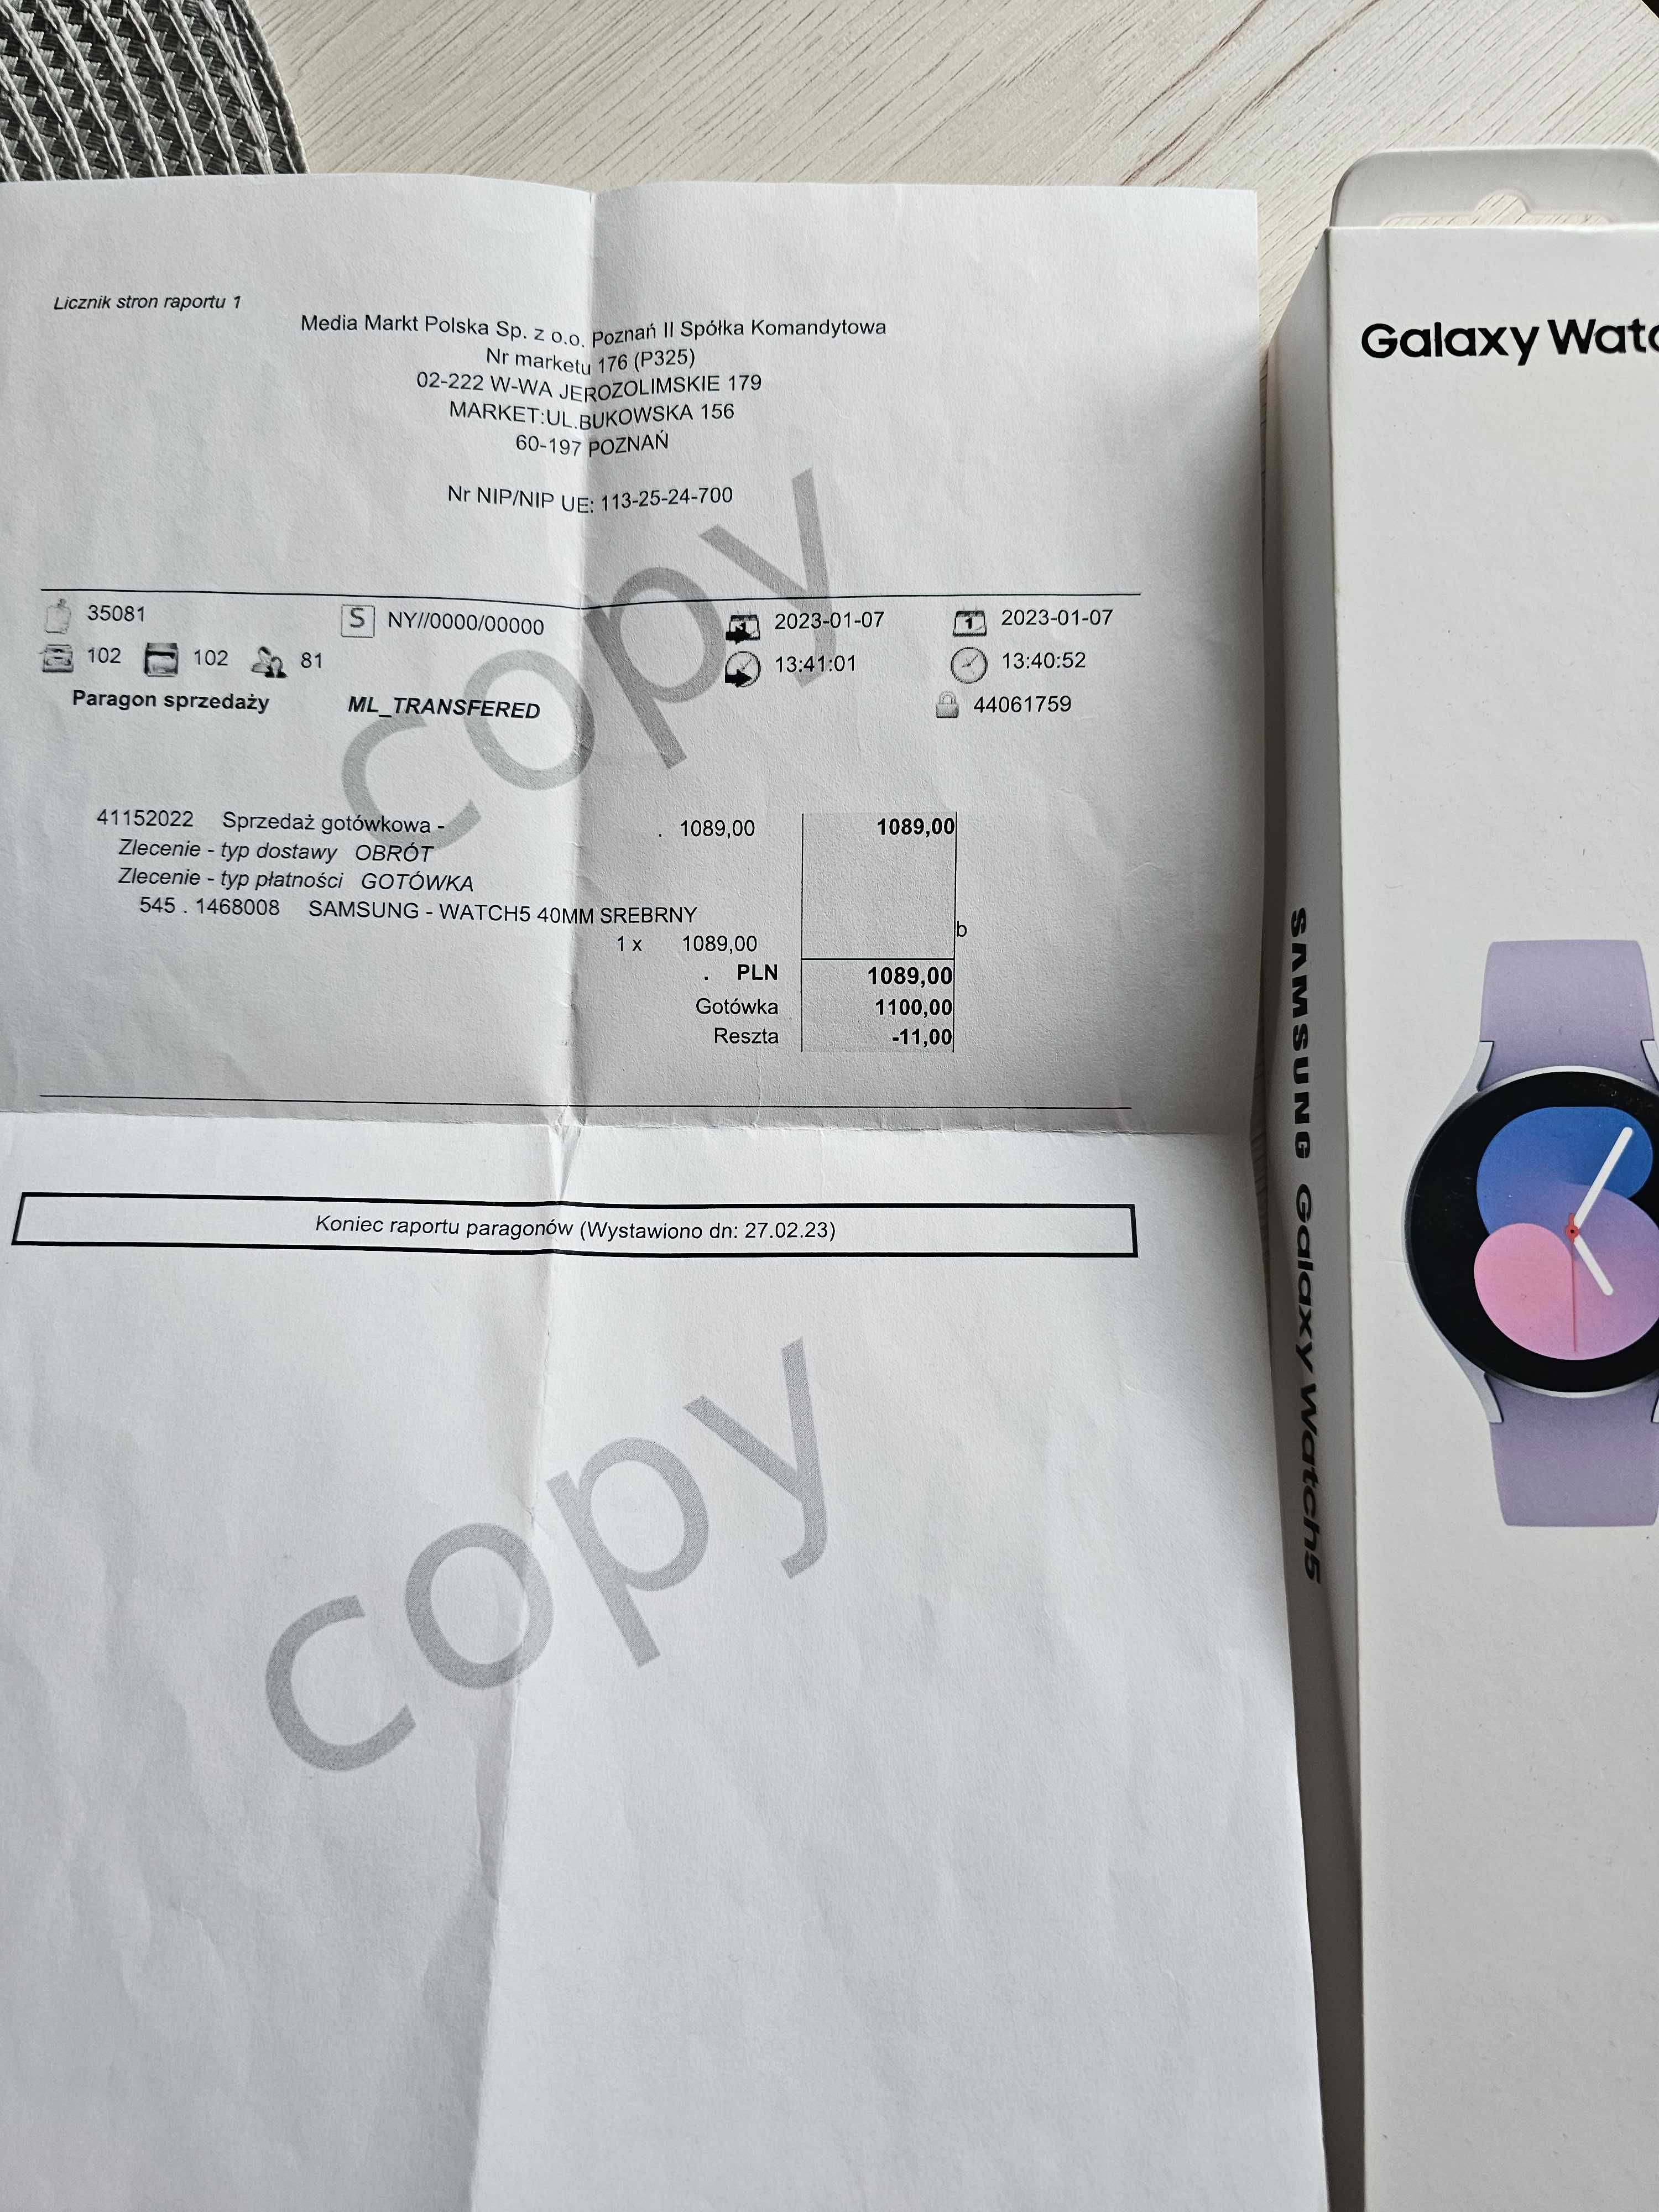 Licznik stron raportu 1
Media Markt Polska Sp. z o.o. Poznań II Spółka Komandytowa
Nr marketu 176 (P325)
02-222 W-WA JEROZOLIMSKIE 179
MARKET:UL.BUKOWSKA 156
60-197 POZNAŃ
Nr NIP/NIP UE: 113-25-24-700
35081 S NY//0000/00000 1 2023-01-07 1 2023-01-07
102 102 81 13:41:01 13:40:52
Paragon sprzedaży ML_TRANSFERED 44061759
copy
41152022 Sprzedaż gotówkowa - . 1089,00 1089,00
Zlecenie - typ dostawy OBRÓT
Zlecenie - typ płatności GOTÓWKA
545 . 1468008 SAMSUNG - WATCH5 40MM SREBRNY
b
1 x 1089,00
. PLN 1089,00
Gotówka 1100,00
Reszta -11,00
Koniec raportu paragonów (Wystawiono dn: 27.02.23)
copy
Galaxy Watc
SAMSUNG Galaxy Watch5